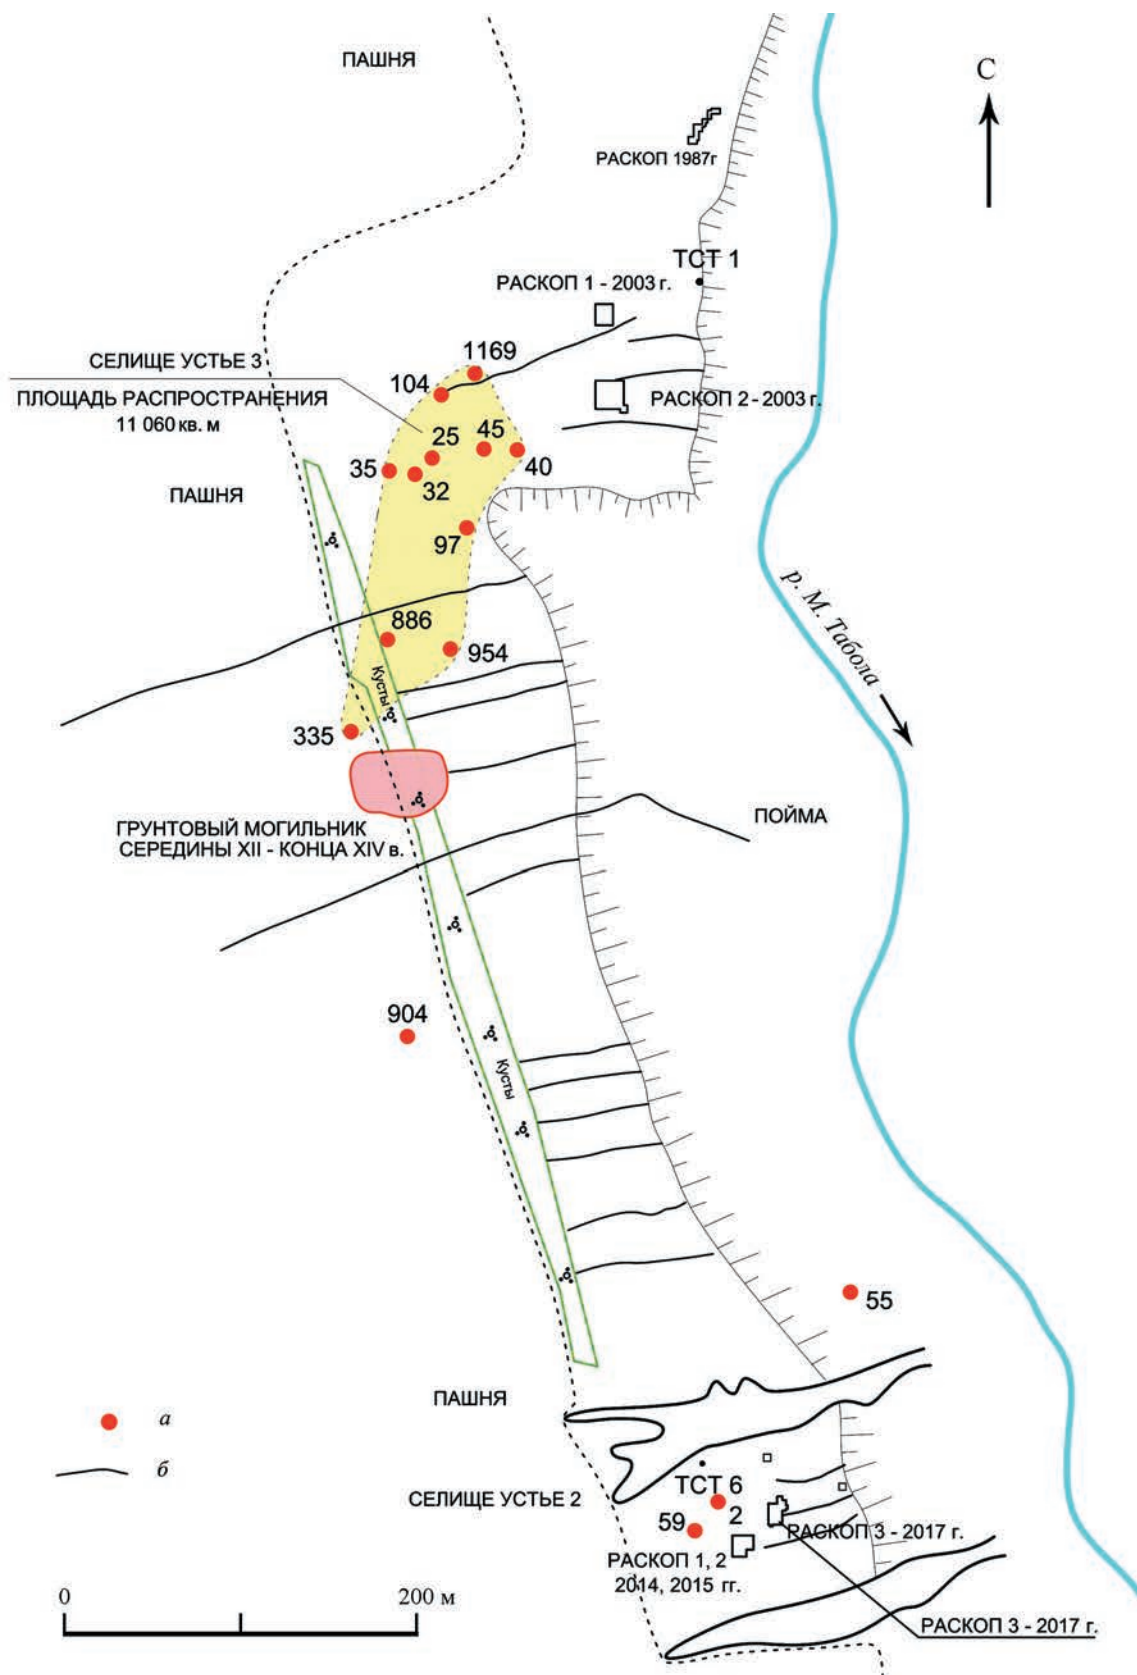 ПАШНЯ
С
РАСКОП 1987г
ТСТ 1
РАСКОП 1 - 2003 г.
1169
СЕЛИЩЕ УСТЬЕ 3
104
ПЛОЩАДЬ РАСПРОСТРАНЕНИЯ
11 060 кв. м
РАСКОП 2 - 2003 г.
25
45
35
40
32
ПАШНЯ
97
р. М. Табола
886
954
Кусты
335
ПОЙМА
ГРУНТОВЫЙ МОГИЛЬНИК
СЕРЕДИНЫ XII - КОНЦА XIV в.
904
Кусты
55
ПАШНЯ
а
б
ТСТ 6
СЕЛИЩЕ УСТЬЕ 2
2
59
РАСКОП 3 - 2017 г.
РАСКОП 1, 2
2014, 2015 гг.
0
200 м
РАСКОП 3 - 2017 г.